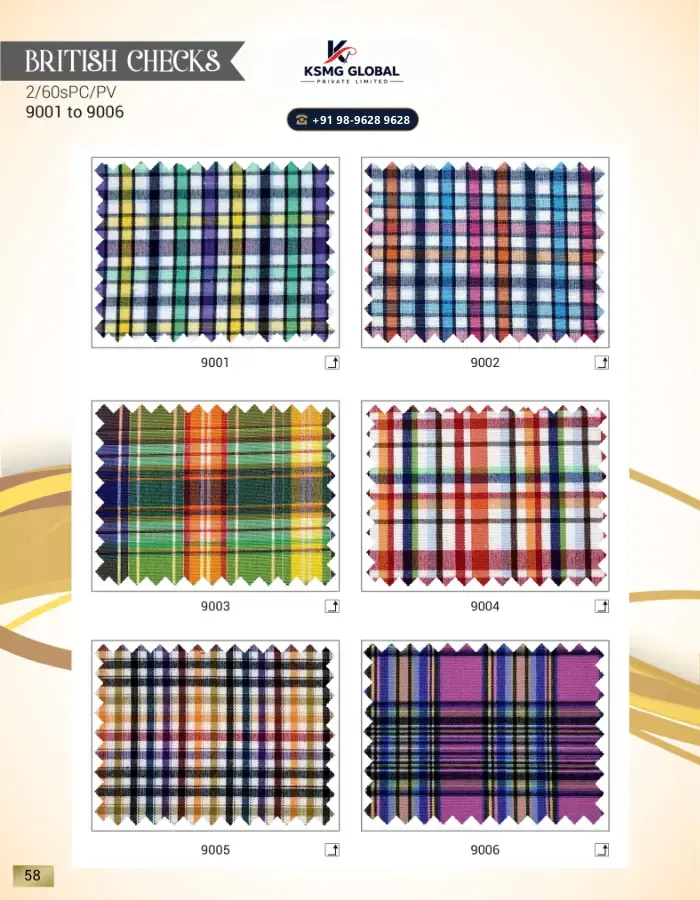 BRITISH CHECKS
2/60sPC/PV
9001 to 9006
KSMG GLOBAL
PRIVATE LIMITED
+91 98-9628 9628
9001
9002
9003
9004
9005
9006
58